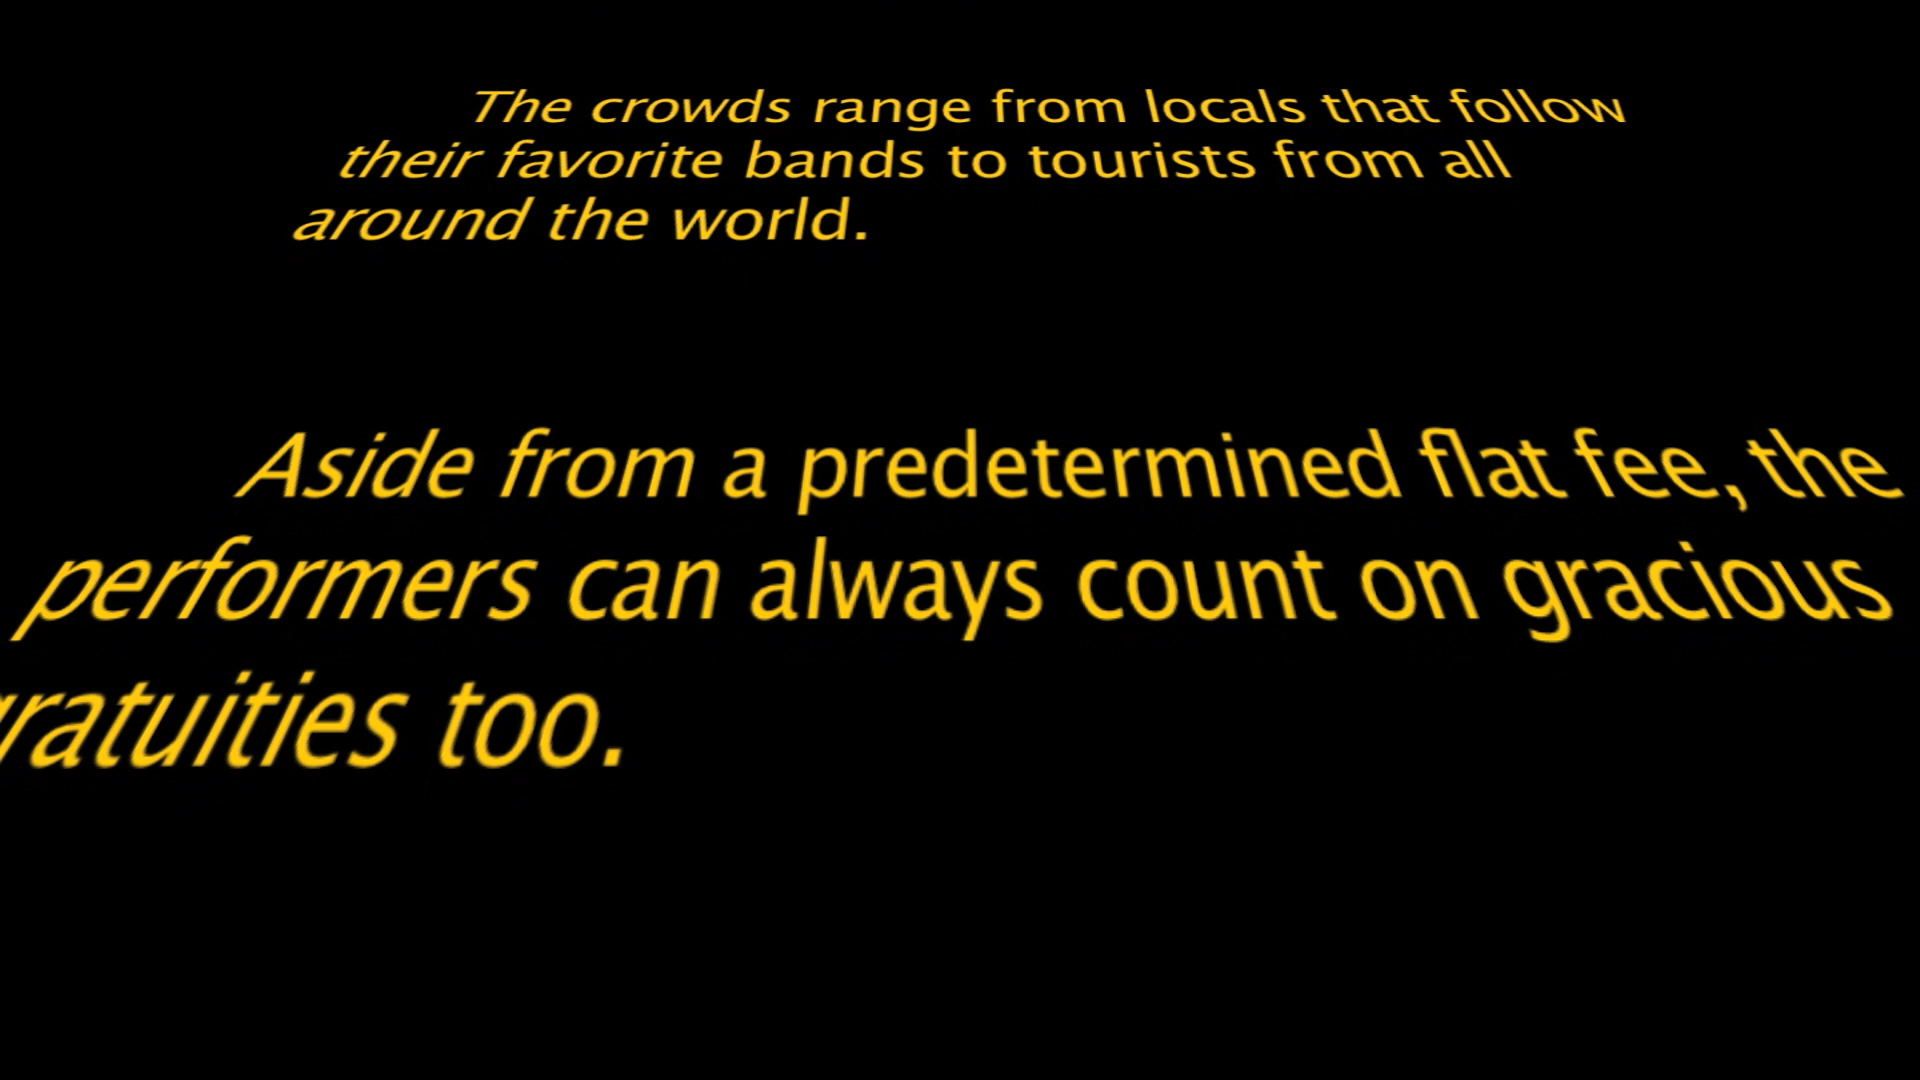 The crowds range from locals that follow
their favorite bands to tourists from all
around the world.
Aside from a predetermined flat fee, the
performers can always count on gracious
gratuities too.